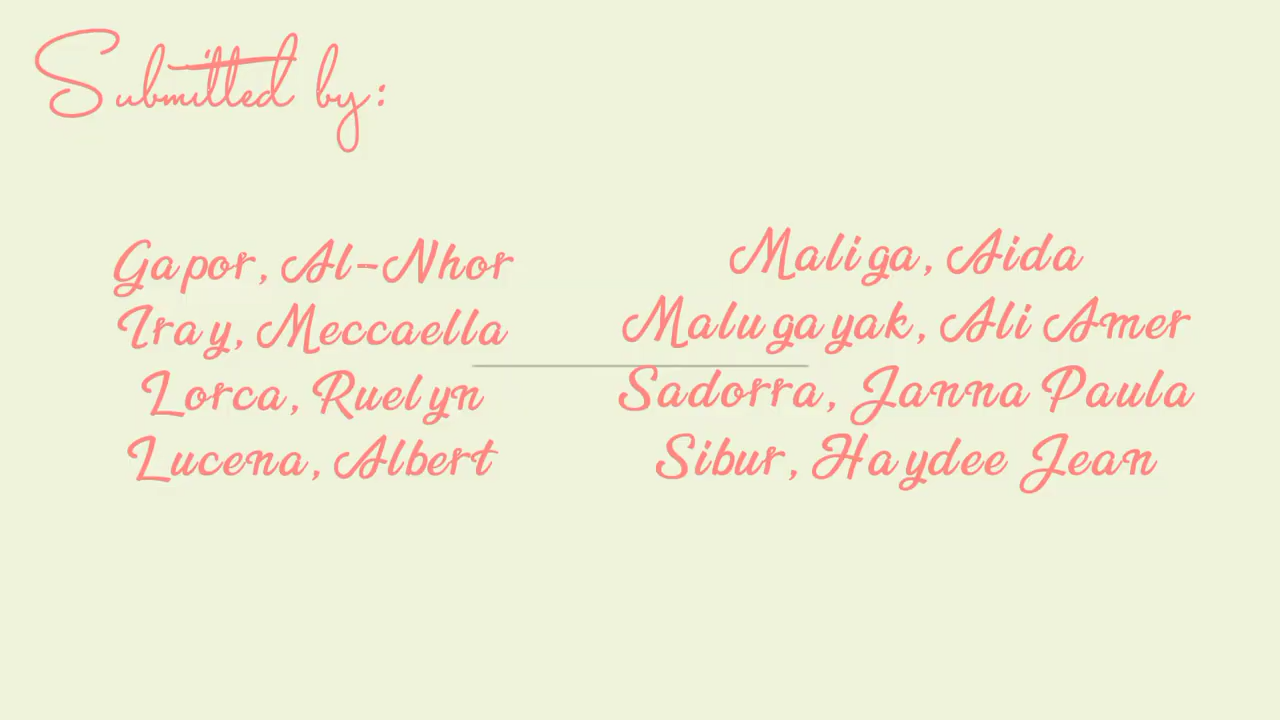 Submitted by:
Gapor, Al-Nhor
Iray, Meccaella
Lorca, Ruelyn
Lucena, Albert
Maliga, Aida
Malugayak, Ali Amer
Sadorra, Janna Paula
Sibur, Haydee Jean